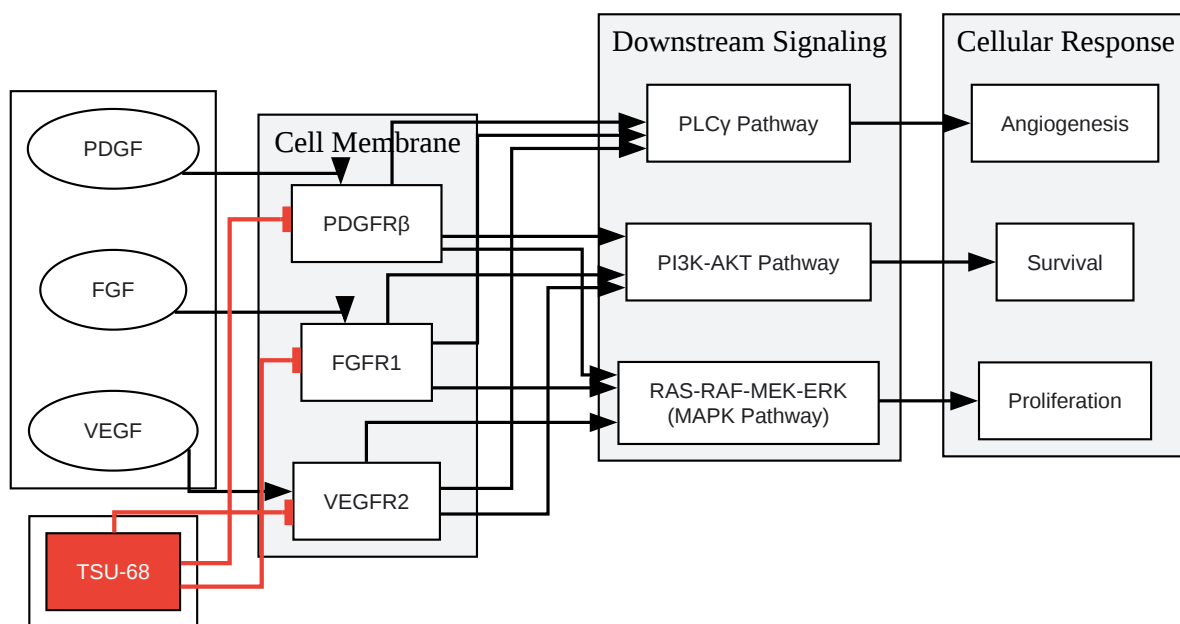 Downstream Signaling
Cellular Response
Cell Membrane
PDGF
FGF
VEGF
TSU-68
PDGFRβ
FGFR1
VEGFR2
PLCγ Pathway
PI3K-AKT Pathway
RAS-RAF-MEK-ERK
(MAPK Pathway)
Angiogenesis
Survival
Proliferation